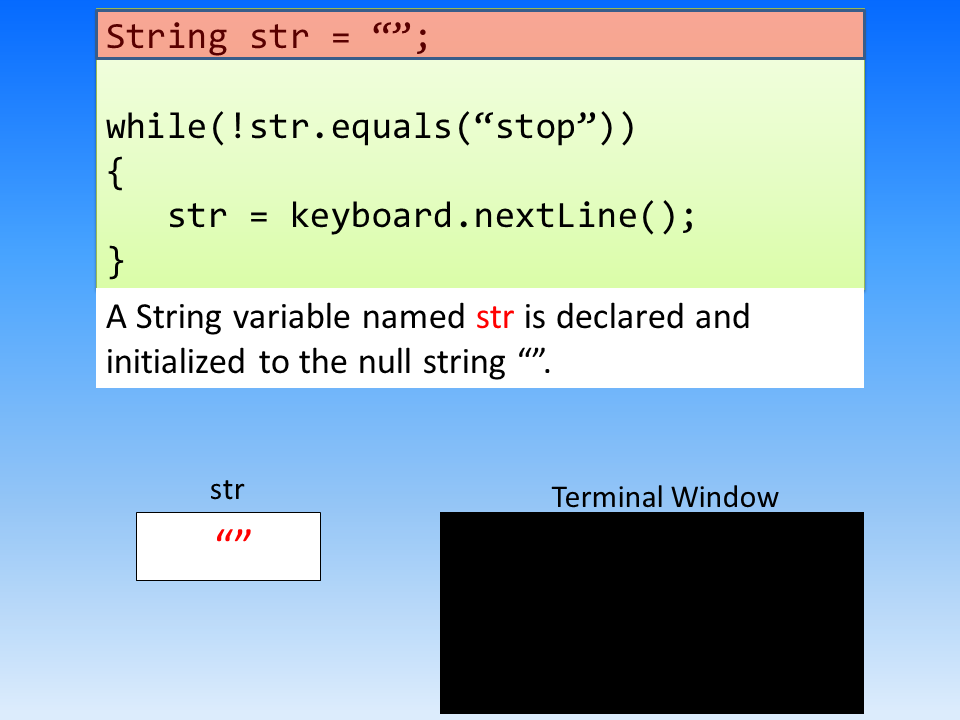 String str = “”;
while(!str.equals(“stop”))
{
   str = keyboard.nextLine();
}
A String variable named str is declared and
initialized to the null string “”.
str
Terminal Window
“”